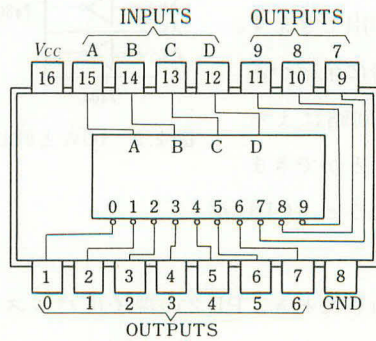 INPUTS OUTPUTS
Vcc A B C D 9 8 7
16 15 14 13 12 11 10 9
A B C D
0 1 2 3 4 5 6 7 8 9
1 2 3 4 5 6 7 8
0 1 2 3 4 5 6 GND
OUTPUTS